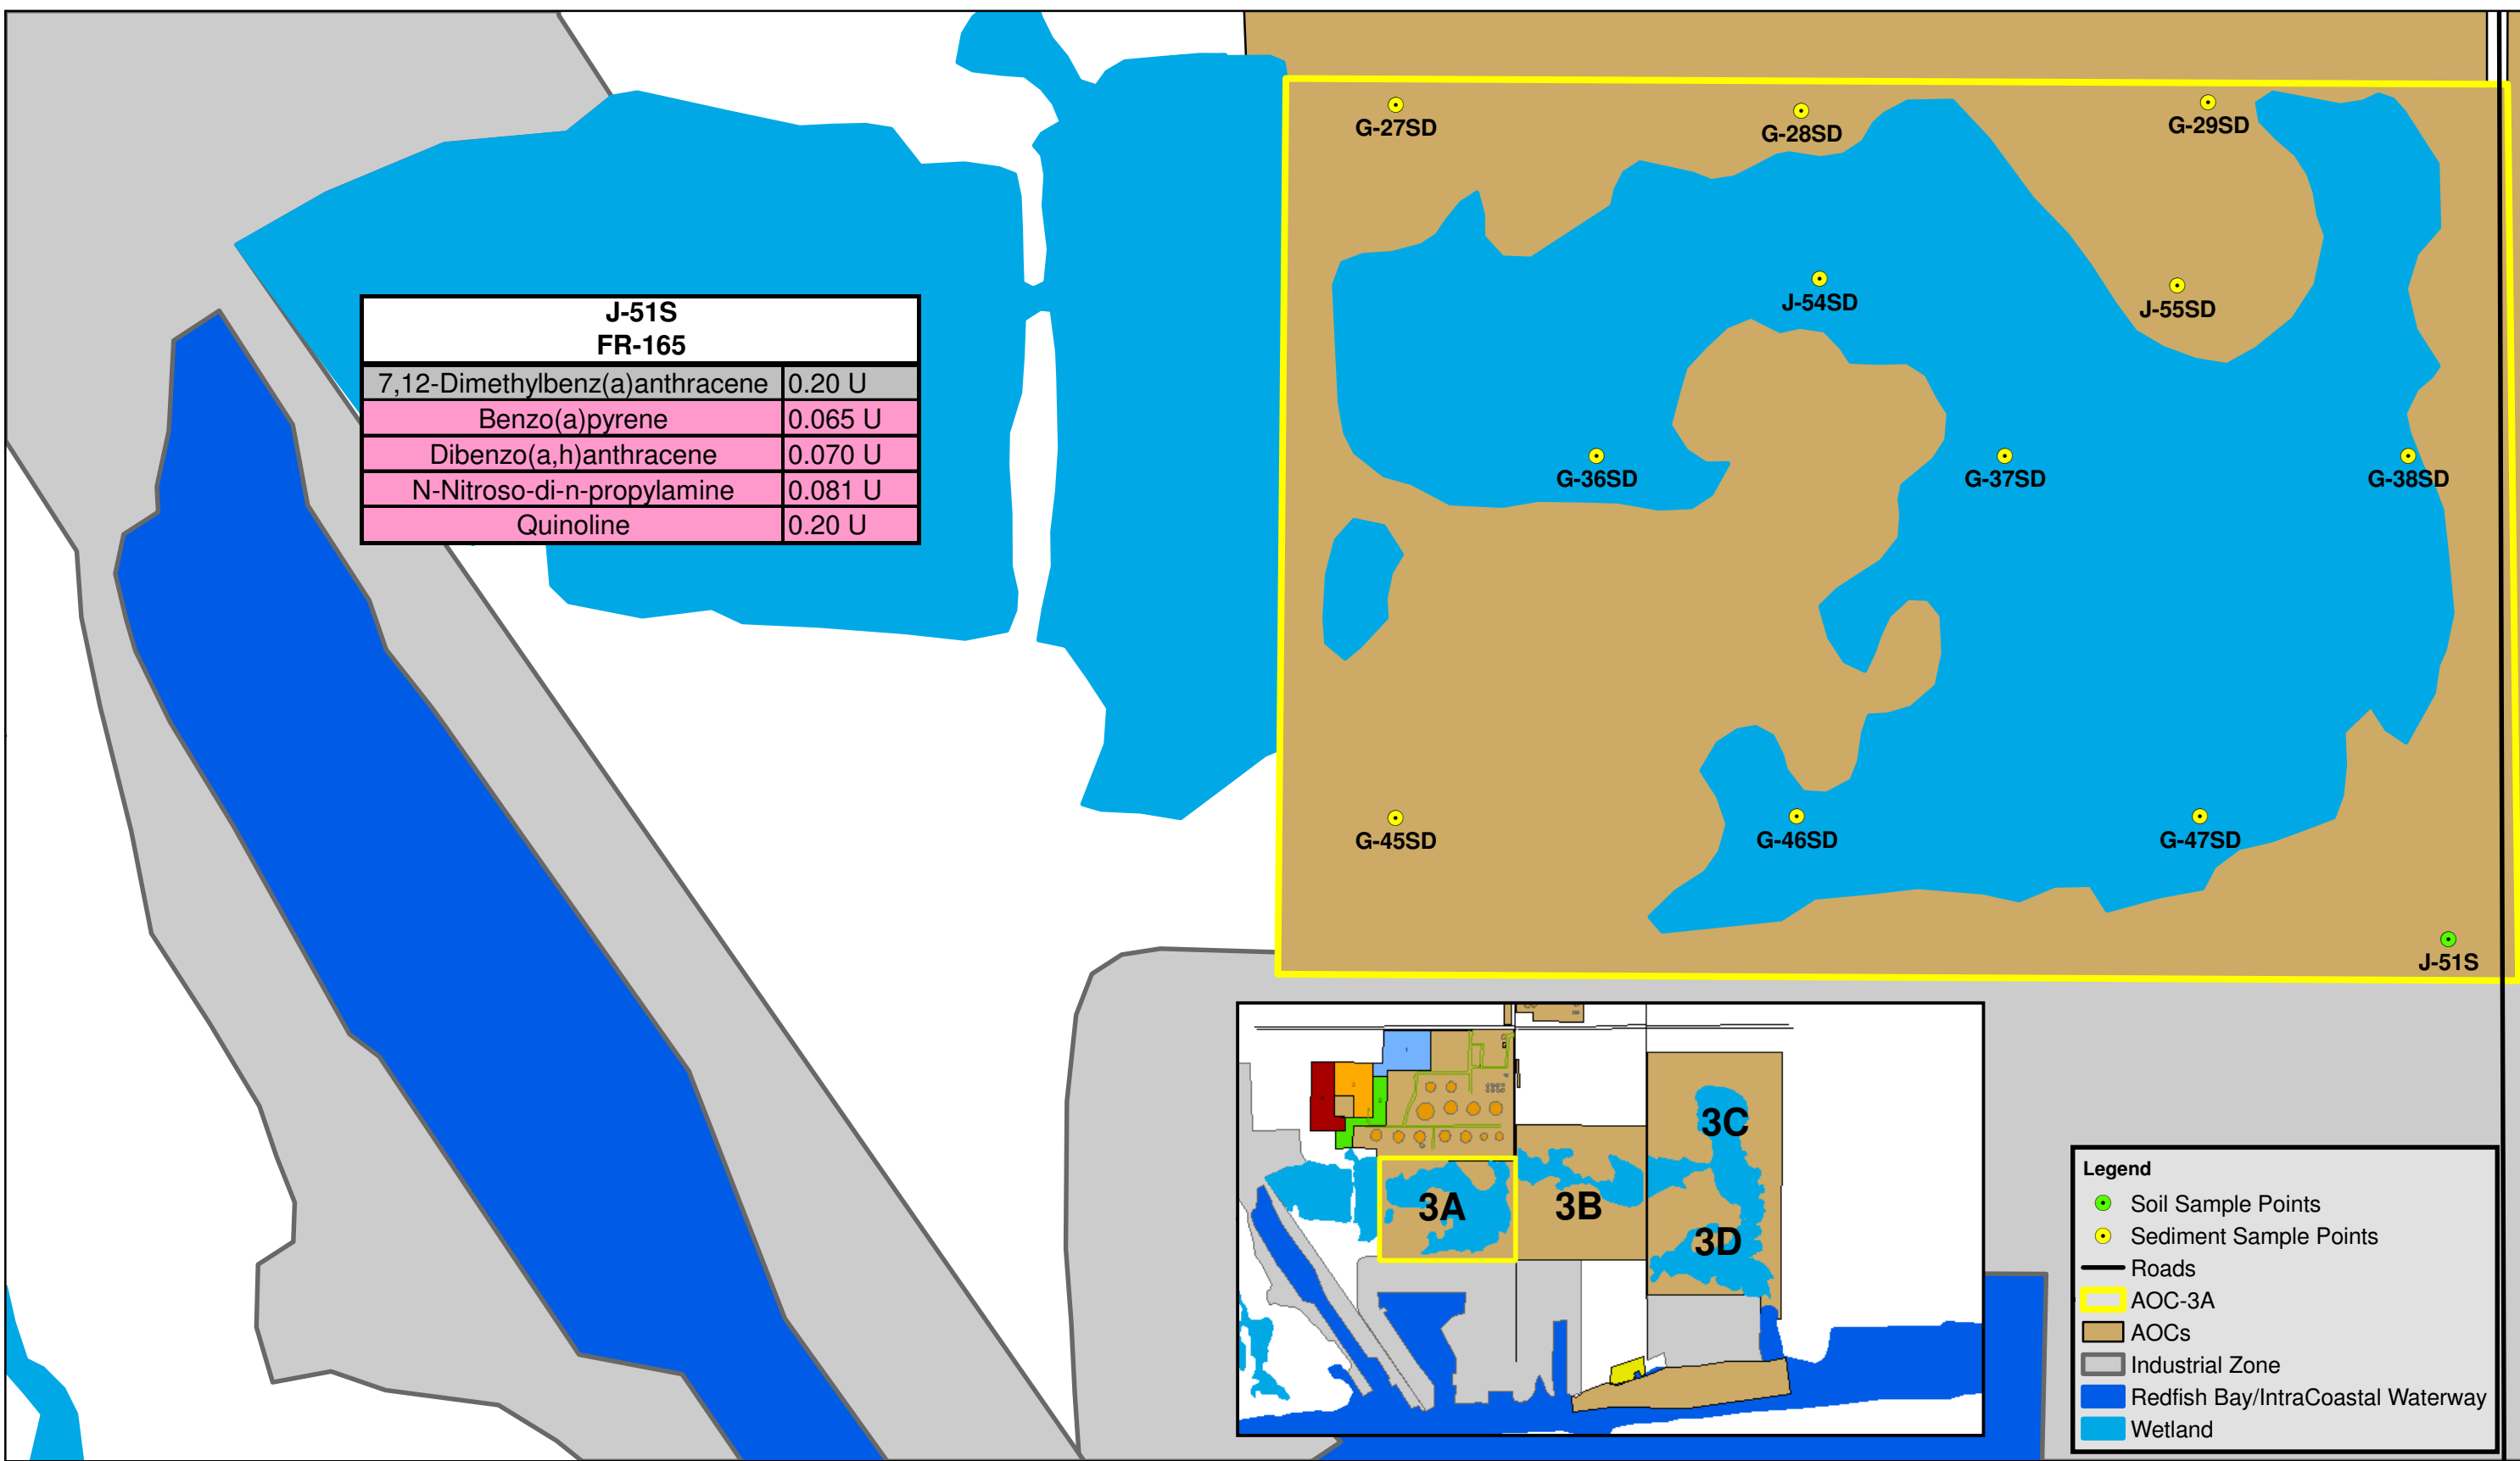 G-27SD
G-28SD
G-29SD
J-54SD
J-55SD
J-51S
FR-165
7,12-Dimethylbenz(a)anthracene 0.20 U
Benzo(a)pyrene 0.065 U
Dibenzo(a,h)anthracene 0.070 U
N-Nitroso-di-n-propylamine 0.081 U
Quinoline 0.20 U
G-36SD
G-37SD
G-38SD
G-45SD
G-46SD
G-47SD
J-51S
3C
3A
3B
3D
Legend
Soil Sample Points
Sediment Sample Points
Roads
AOC-3A
AOCs
Industrial Zone
Redfish Bay/IntraCoastal Waterway
Wetland